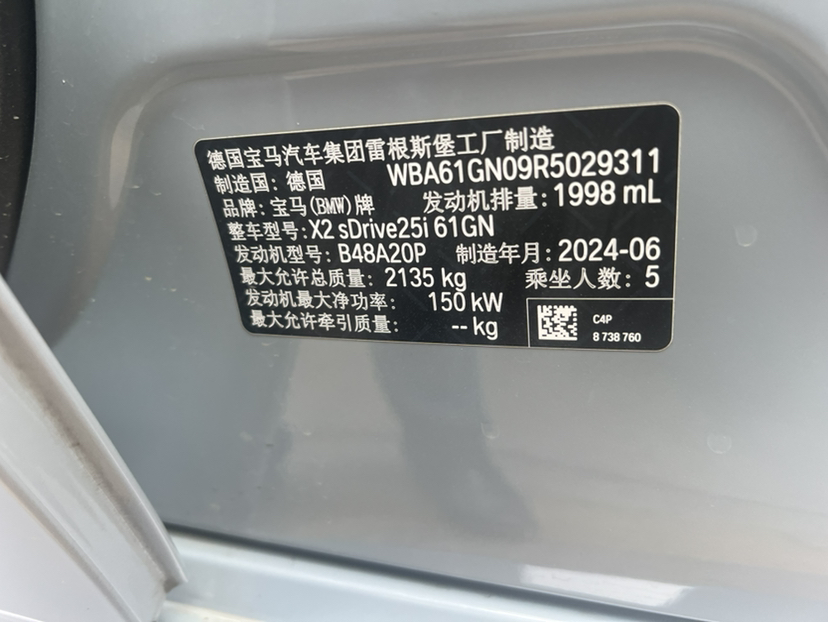 德国宝马汽车集团雷根斯堡工厂制造
制造国: 德国 WBA61GN09R5029311
品牌: 宝马(BMW)牌 发动机排量: 1998 mL
整车型号: X2 sDrive25i 61GN
发动机型号: B48A20P 制造年月: 2024-06
最大允许总质量: 2135 kg 乘坐人数: 5
发动机最大净功率: 150 kW
最大允许牵引质量: -- kg
C4P
8 738 760